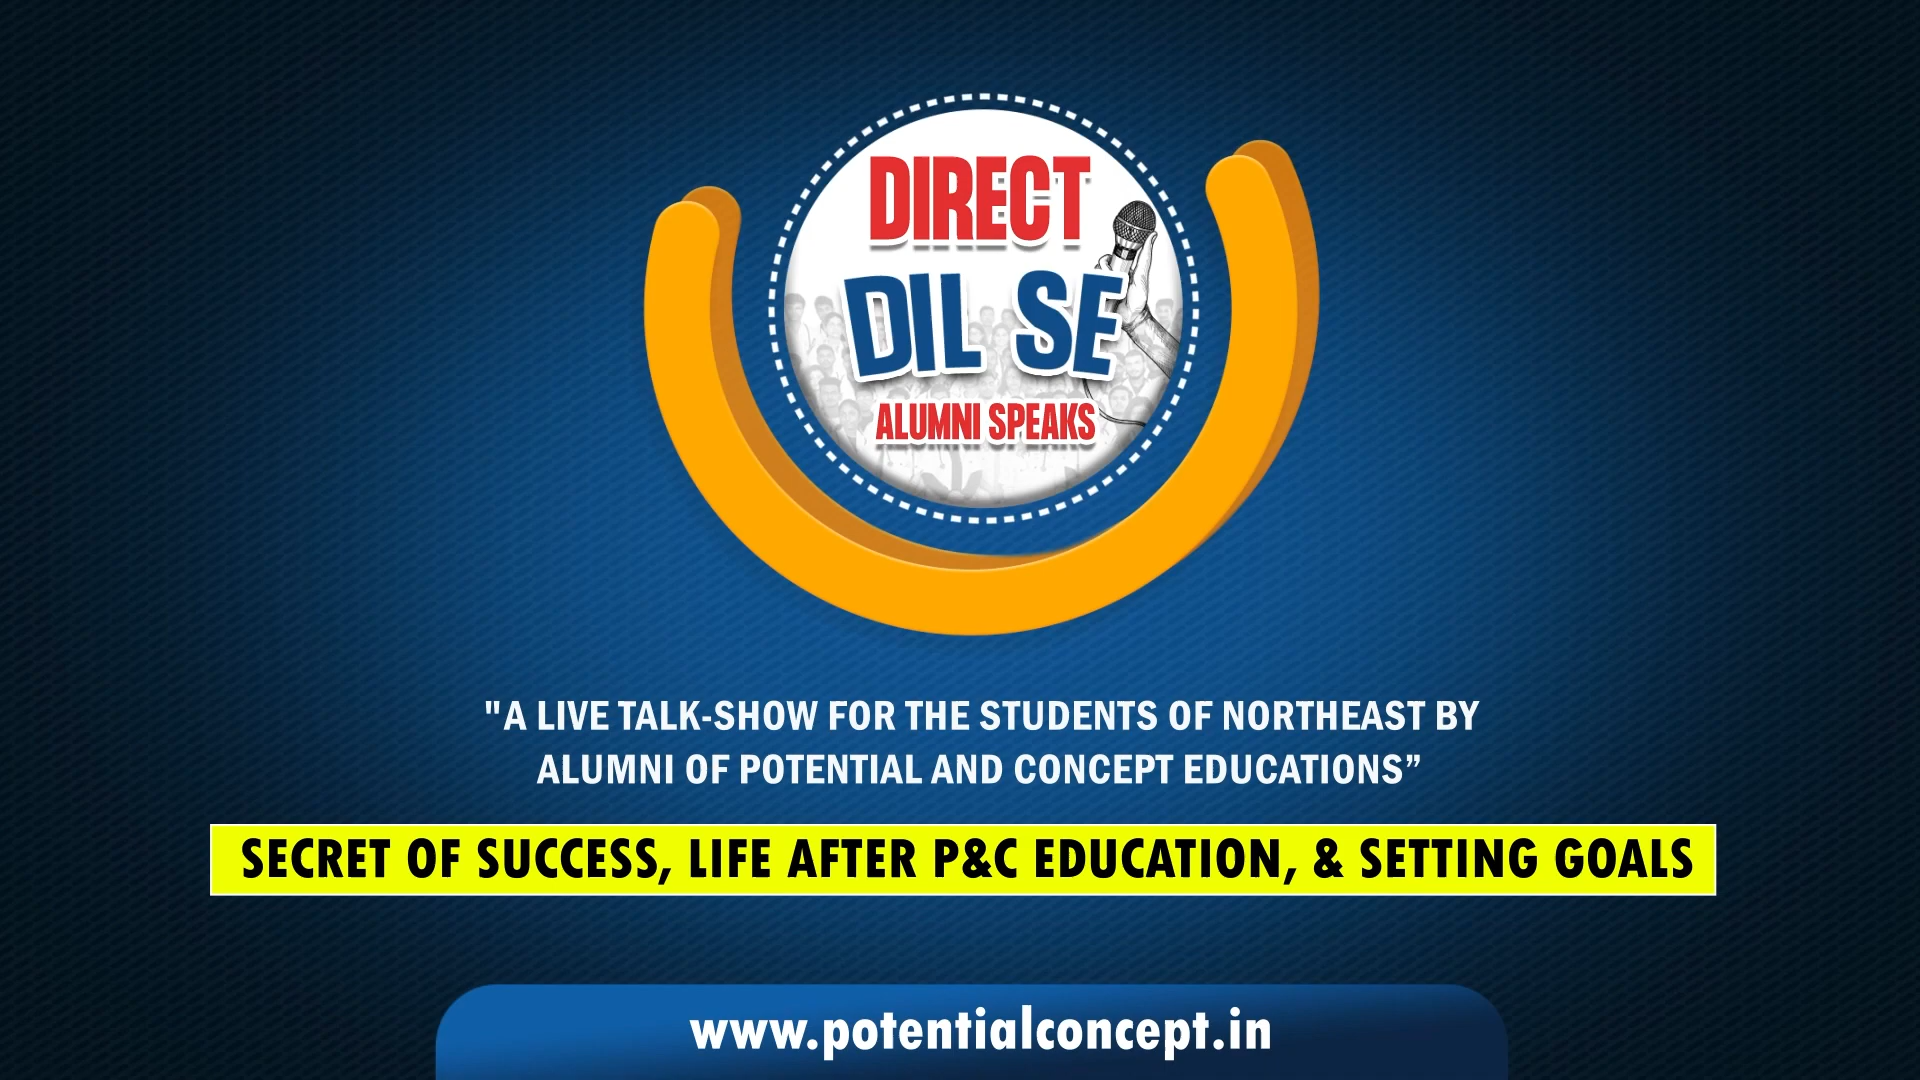 DIRECT
DIL SE
ALUMNI SPEAKS
"A LIVE TALK-SHOW FOR THE STUDENTS OF NORTHEAST BY
ALUMNI OF POTENTIAL AND CONCEPT EDUCATIONS”
SECRET OF SUCCESS, LIFE AFTER P&C EDUCATION, & SETTING GOALS
www.potentialconcept.in